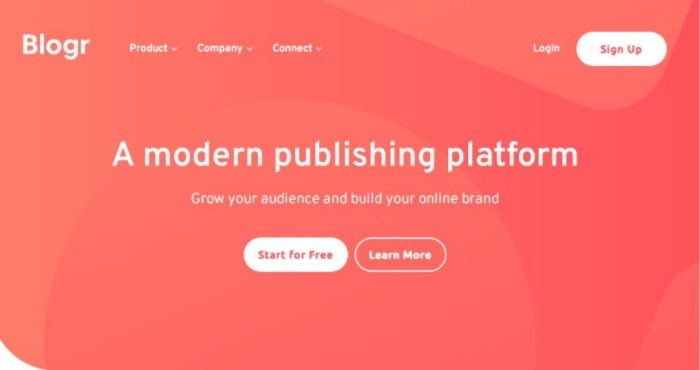 Blogr Product Company Connect Login Sign Up
A modern publishing platform
Grow your audience and build your online brand
Start for Free Learn More